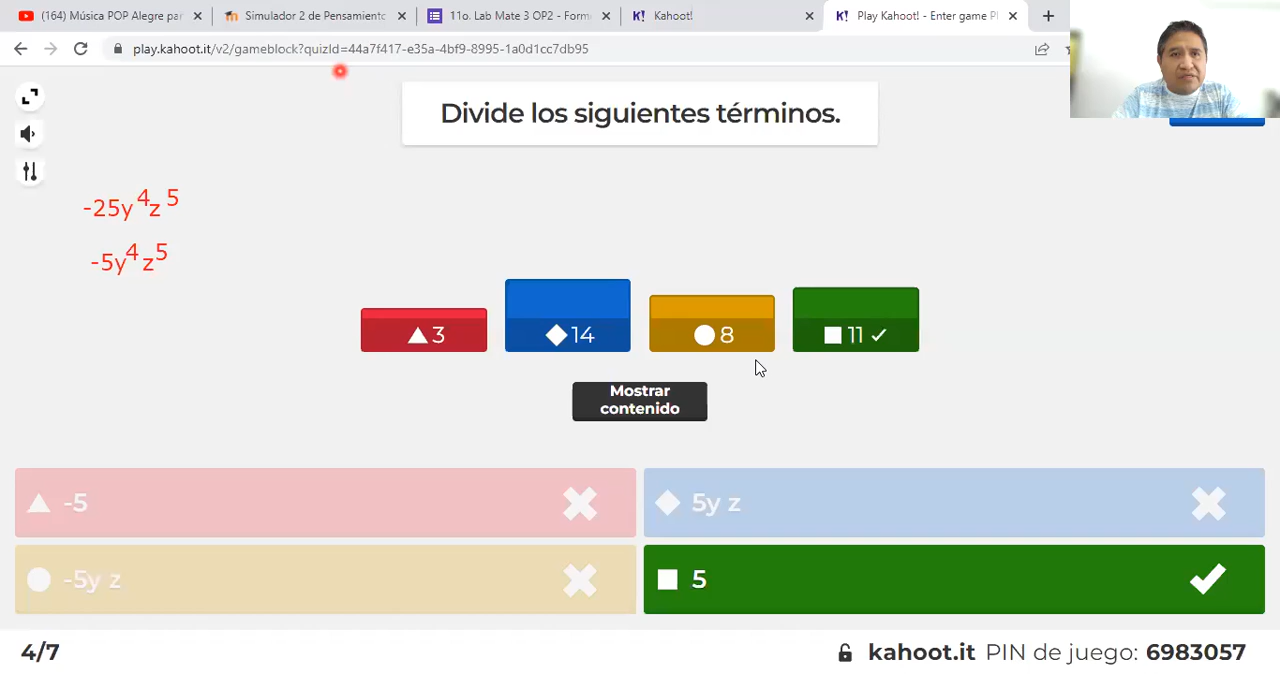 (164) Música POP Alegre par
Simulador 2 de Pensamiento
11o. Lab Mate 3 OP2 - Form
K! Kahoot!
K! Play Kahoot! - Enter game P
play.kahoot.it/v2/gameblock?quizId=44a7f417-e35a-4bf9-8995-1a0d1cc7db95
Divide los siguientes términos.
-25y⁴z⁵
-5y⁴z⁵
3
14
8
11 ✓
Mostrar
contenido
-5
5y z
-5y z
5
4/7
kahoot.it PIN de juego: 6983057